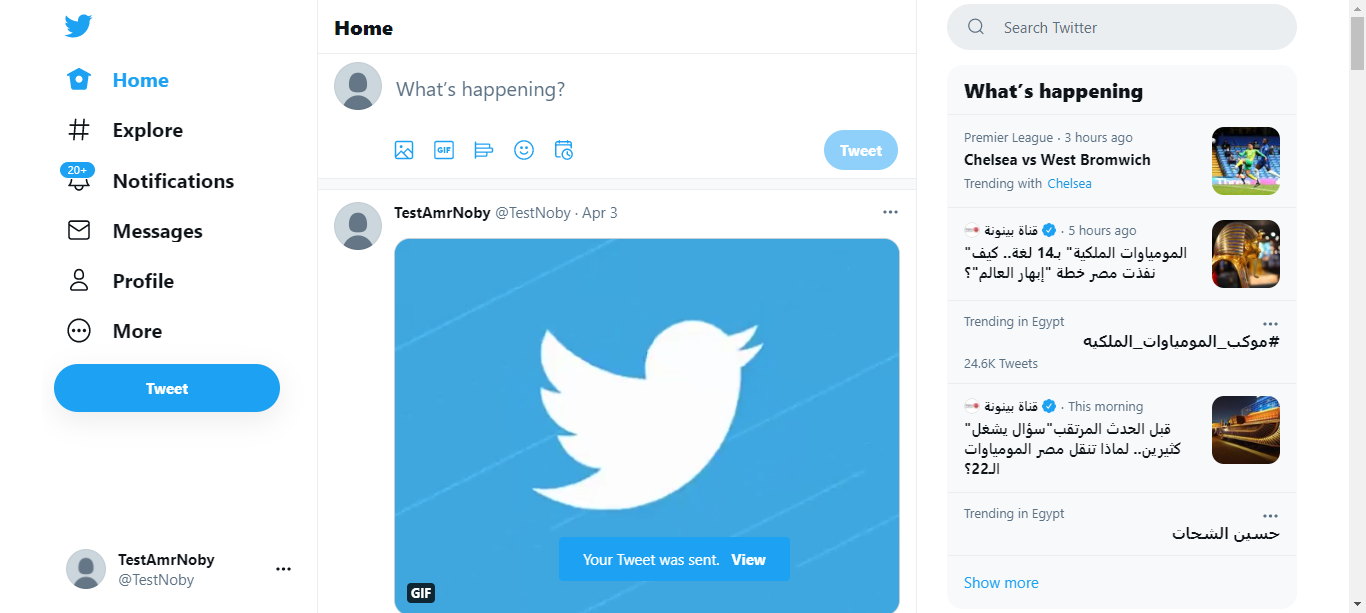 Home
Explore
20+
Notifications
Messages
Profile
More
Tweet
TestAmrNoby
@TestNoby
Home
What's happening?
GIF
Tweet
TestAmrNoby @TestNoby · Apr 3
GIF
Your Tweet was sent. View
Search Twitter
What's happening
Premier League · 3 hours ago
Chelsea vs West Bromwich
Trending with Chelsea
قناة بينونة · 5 hours ago
"المومياوات الملكية" بـ14 لغة.. كيف
نفذت مصر خطة "إبهار العالم"؟
Trending in Egypt
#موكب_المومياوات_الملكيه
24.6K Tweets
قناة بينونة · This morning
قبل الحدث المرتقب"سؤال يشغل"
كثيرين.. لماذا تنقل مصر المومياوات
الـ22؟
Trending in Egypt
حسين الشحات
Show more